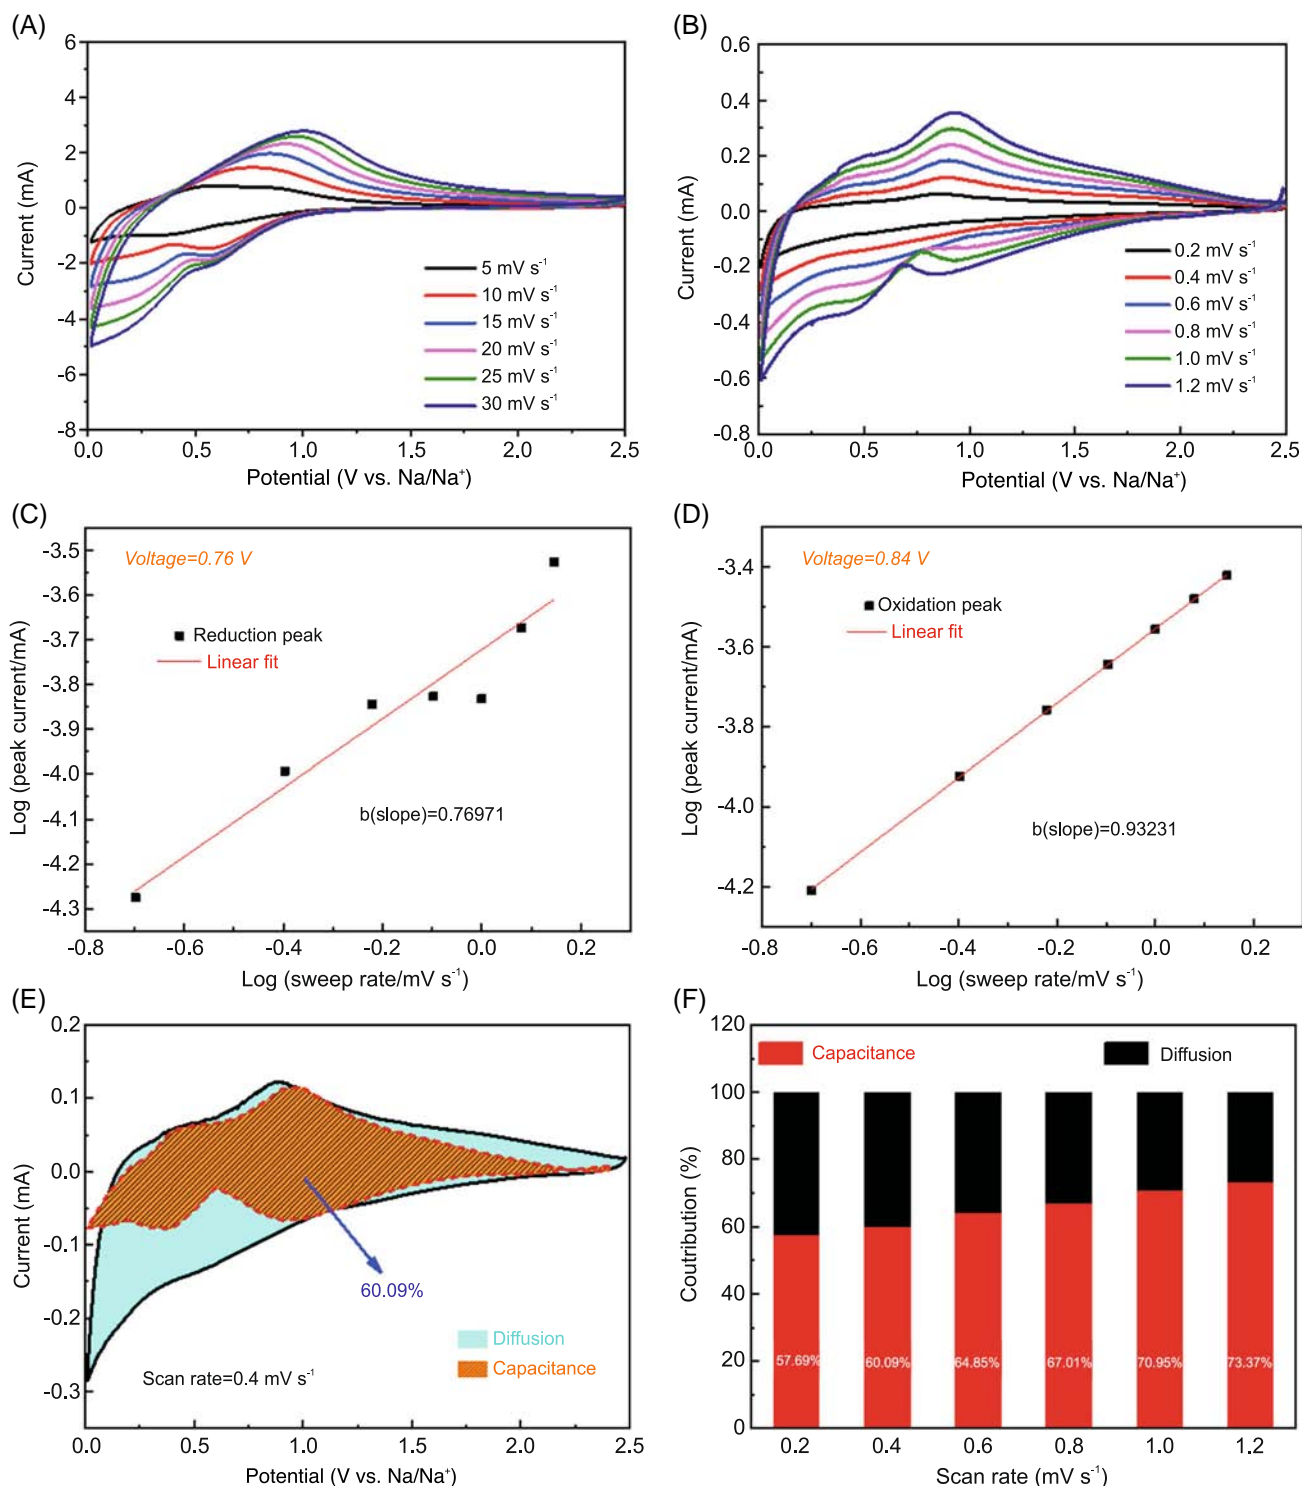 (A)
6
4
2
0
-2
-4
-6
-8
Current (mA)
5 mV s⁻¹
10 mV s⁻¹
15 mV s⁻¹
20 mV s⁻¹
25 mV s⁻¹
30 mV s⁻¹
0.0 0.5 1.0 1.5 2.0 2.5
Potential (V vs. Na/Na⁺)
(B)
0.6
0.4
0.2
0.0
-0.2
-0.4
-0.6
-0.8
Current (mA)
0.2 mV s⁻¹
0.4 mV s⁻¹
0.6 mV s⁻¹
0.8 mV s⁻¹
1.0 mV s⁻¹
1.2 mV s⁻¹
0.0 0.5 1.0 1.5 2.0 2.5
Potential (V vs. Na/Na⁺)
(C)
-3.5
-3.6
-3.7
-3.8
-3.9
-4.0
-4.1
-4.2
-4.3
Log (peak current/mA)
Voltage=0.76 V
Reduction peak
Linear fit
b(slope)=0.76971
-0.8 -0.6 -0.4 -0.2 0.0 0.2
Log (sweep rate/mV s⁻¹)
(D)
-3.4
-3.6
-3.8
-4.0
-4.2
Log (peak current/mA)
Voltage=0.84 V
Oxidation peak
Linear fit
b(slope)=0.93231
-0.8 -0.6 -0.4 -0.2 0.0 0.2
Log (sweep rate/mV s⁻¹)
(E)
0.2
0.1
0.0
-0.1
-0.2
-0.3
Current (mA)
60.09%
Diffusion
Capacitance
Scan rate=0.4 mV s⁻¹
0.0 0.5 1.0 1.5 2.0 2.5
Potential (V vs. Na/Na⁺)
(F)
120
100
80
60
40
20
0
Coutribution (%)
Capacitance
Diffusion
57.69% 60.09% 64.85% 67.01% 70.95% 73.37%
0.2 0.4 0.6 0.8 1.0 1.2
Scan rate (mV s⁻¹)